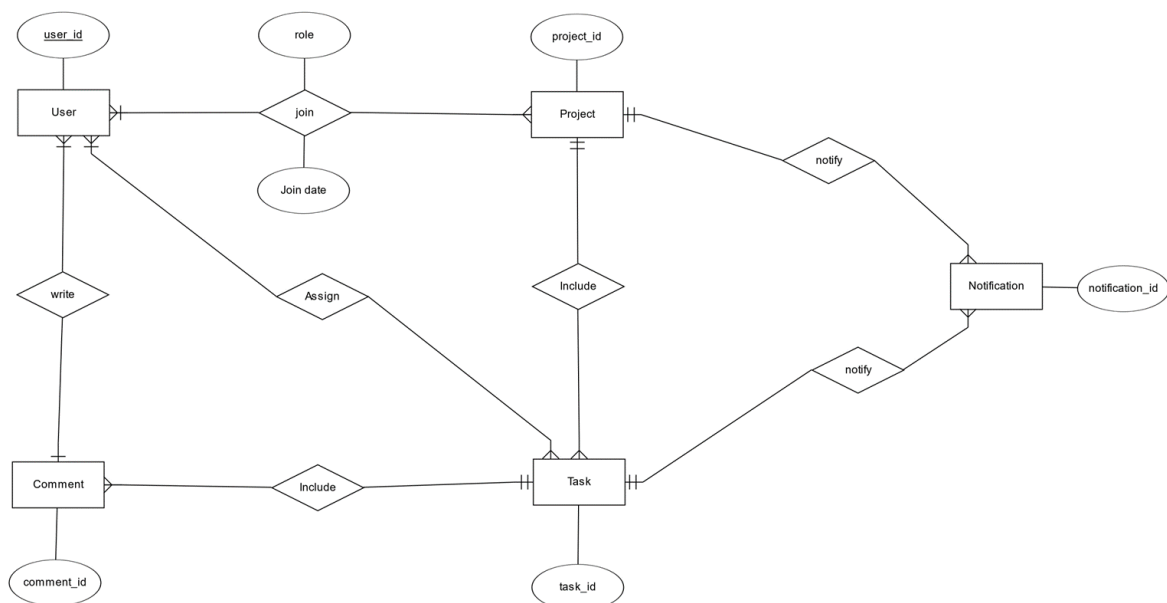 user_id
role
project_id
User
join
Project
Join date
notify
write
Assign
Include
Notification
notification_id
notify
Comment
Include
Task
comment_id
task_id